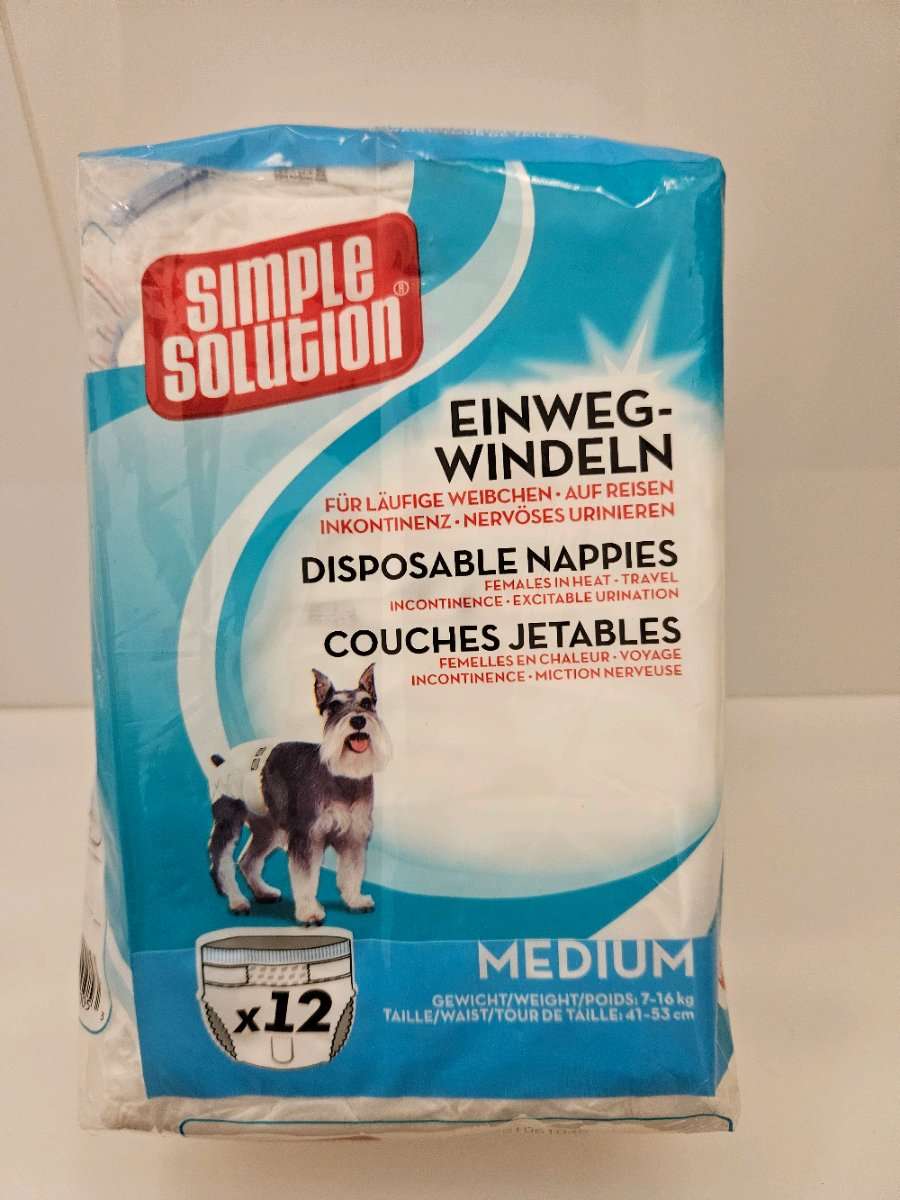 SIMPLE
SOLUTION®
EINWEG-
WINDELN
FÜR LÄUFIGE WEIBCHEN · AUF REISEN
INKONTINENZ · NERVÖSES URINIEREN
DISPOSABLE NAPPIES
FEMALES IN HEAT · TRAVEL
INCONTINENCE · EXCITABLE URINATION
COUCHES JETABLES
FEMELLES EN CHALEUR · VOYAGE
INCONTINENCE · MICTION NERVEUSE
MEDIUM
x12
GEWICHT/WEIGHT/POIDS: 7-16 kg
TAILLE/WAIST/TOUR DE TAILLE: 41-53 cm